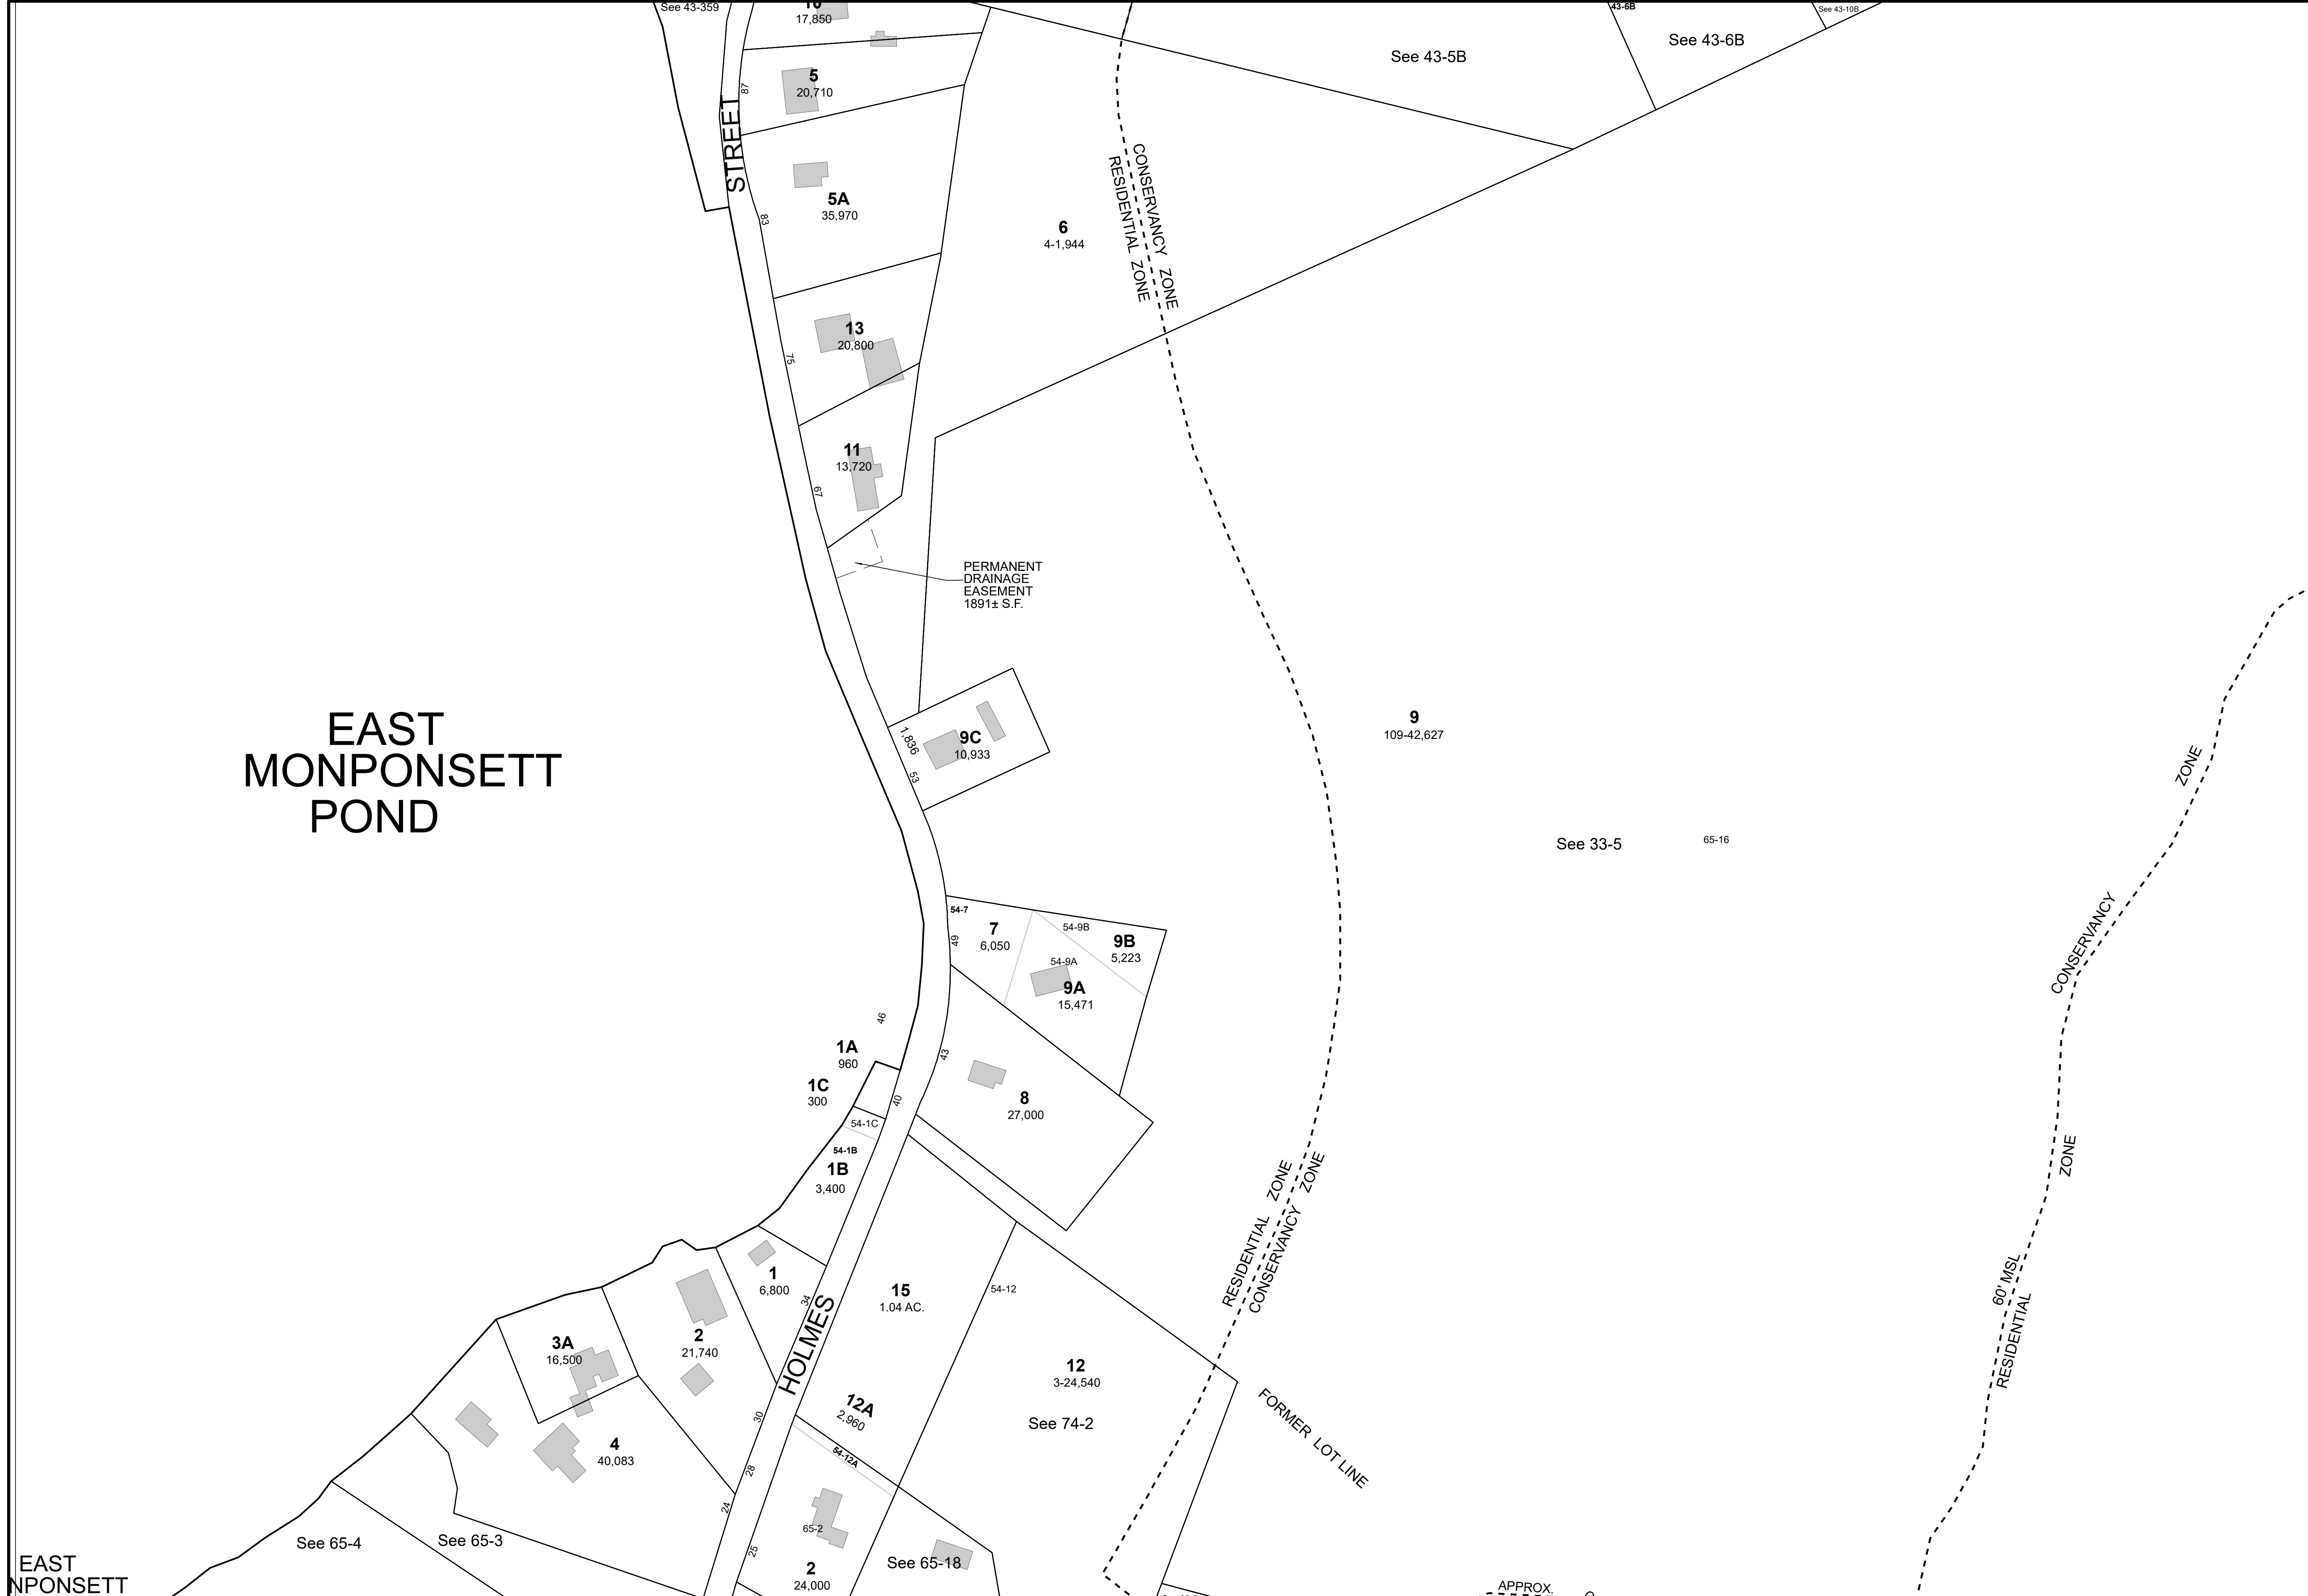 See 43-359
10
17,850
43-6B
See 43-10B
See 43-5B
See 43-6B
5
20,710
87
STREET
5A
35,970
83
6
4-1,944
CONSERVANCY ZONE
RESIDENTIAL ZONE
13
20,800
75
11
13,720
67
PERMANENT
DRAINAGE
EASEMENT
1891± S.F.
EAST
MONPONSETT
POND
1,836
9C
10,933
53
9
109-42,627
See 33-5
65-16
ZONE
CONSERVANCY
54-7
7
6,050
49
54-9B
9B
5,223
54-9A
9A
15,471
46
43
1A
960
1C
300
40
54-1C
54-1B
1B
3,400
8
27,000
RESIDENTIAL ZONE
CONSERVANCY ZONE
ZONE
60' MSL
RESIDENTIAL
1
6,800
34
HOLMES
15
1.04 AC.
54-12
12
3-24,540
See 74-2
FORMER LOT LINE
3A
16,500
2
21,740
12A
2,960
54-12A
30
28
24
25
4
40,083
65-2
2
24,000
See 65-18
See 65-4
See 65-3
EAST
NPONSETT
APPROX.